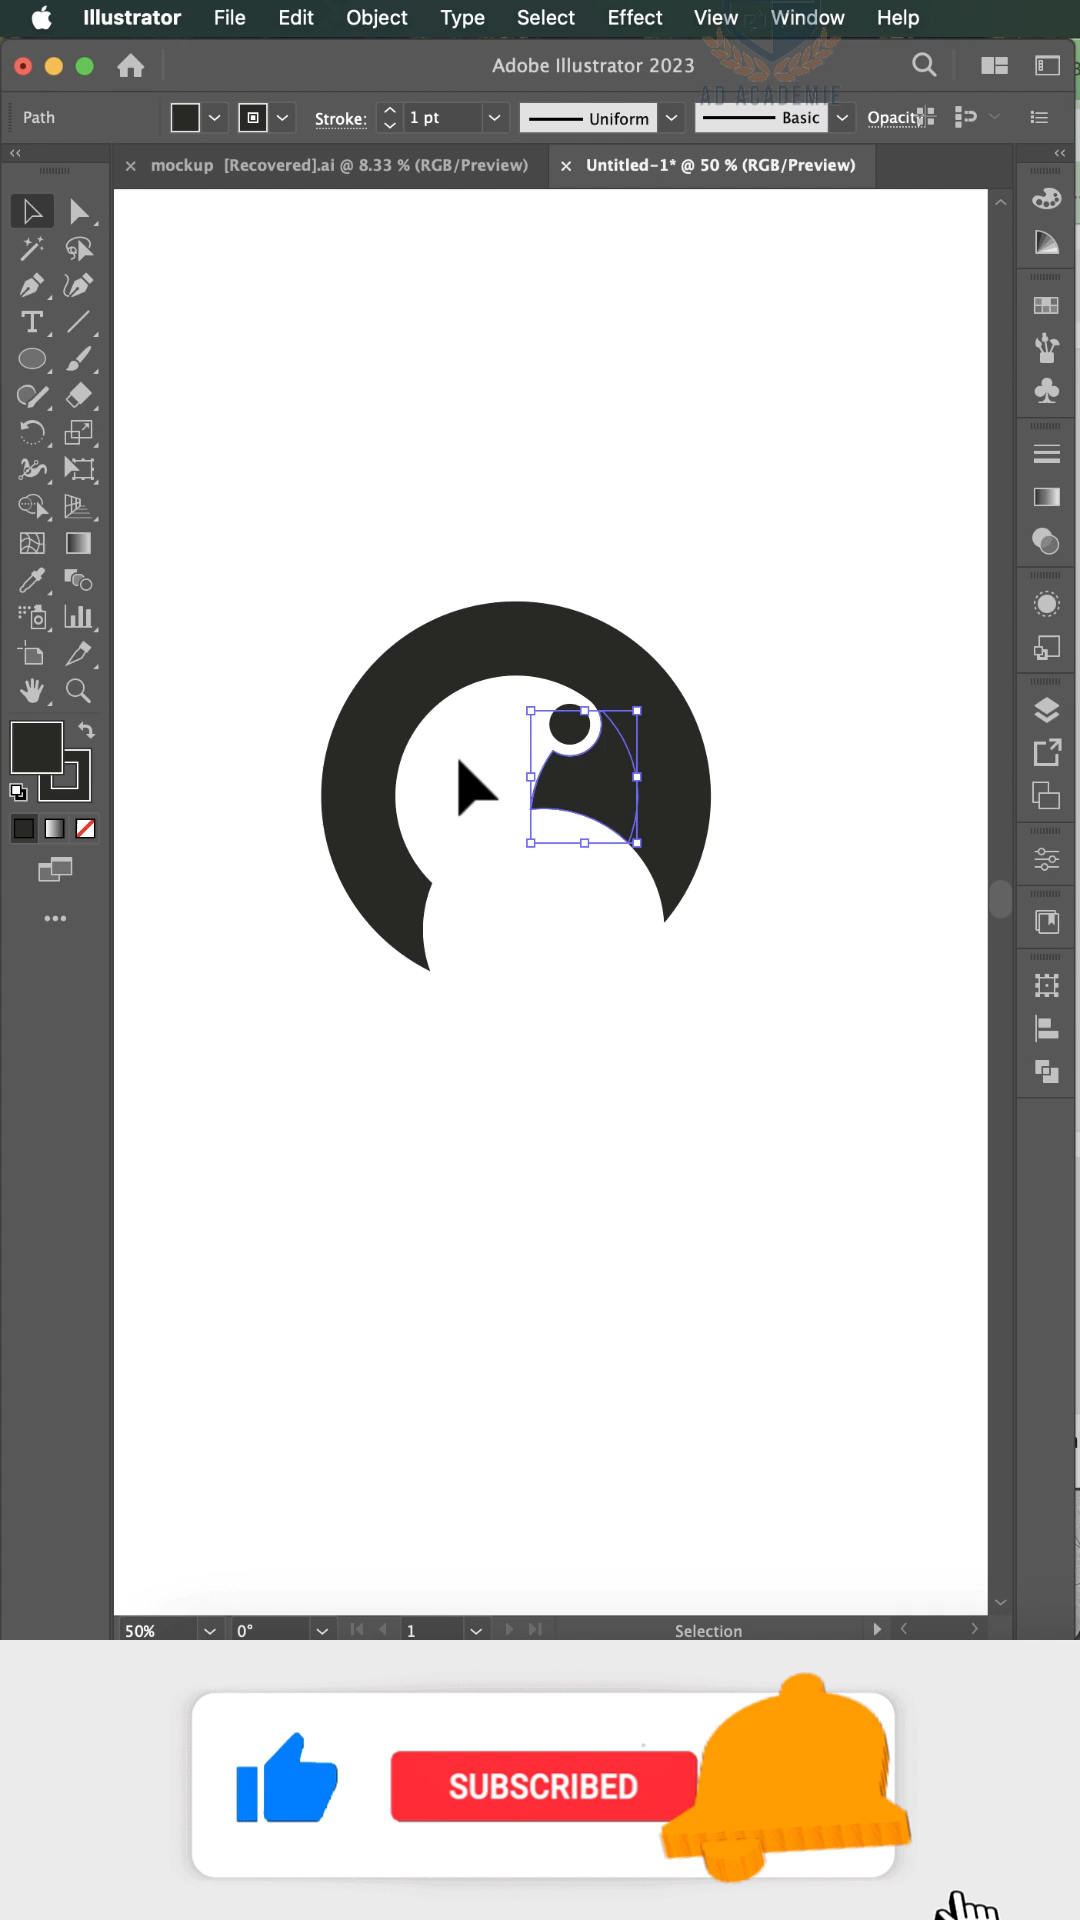 Illustrator File Edit Object Type Select Effect View Window Help
Adobe Illustrator 2023
AD ACADEMIE
Path Stroke: 1 pt Uniform Basic Opacity
mockup [Recovered].ai @ 8.33 % (RGB/Preview) Untitled-1* @ 50 % (RGB/Preview)
50% 0° 1 Selection
SUBSCRIBED